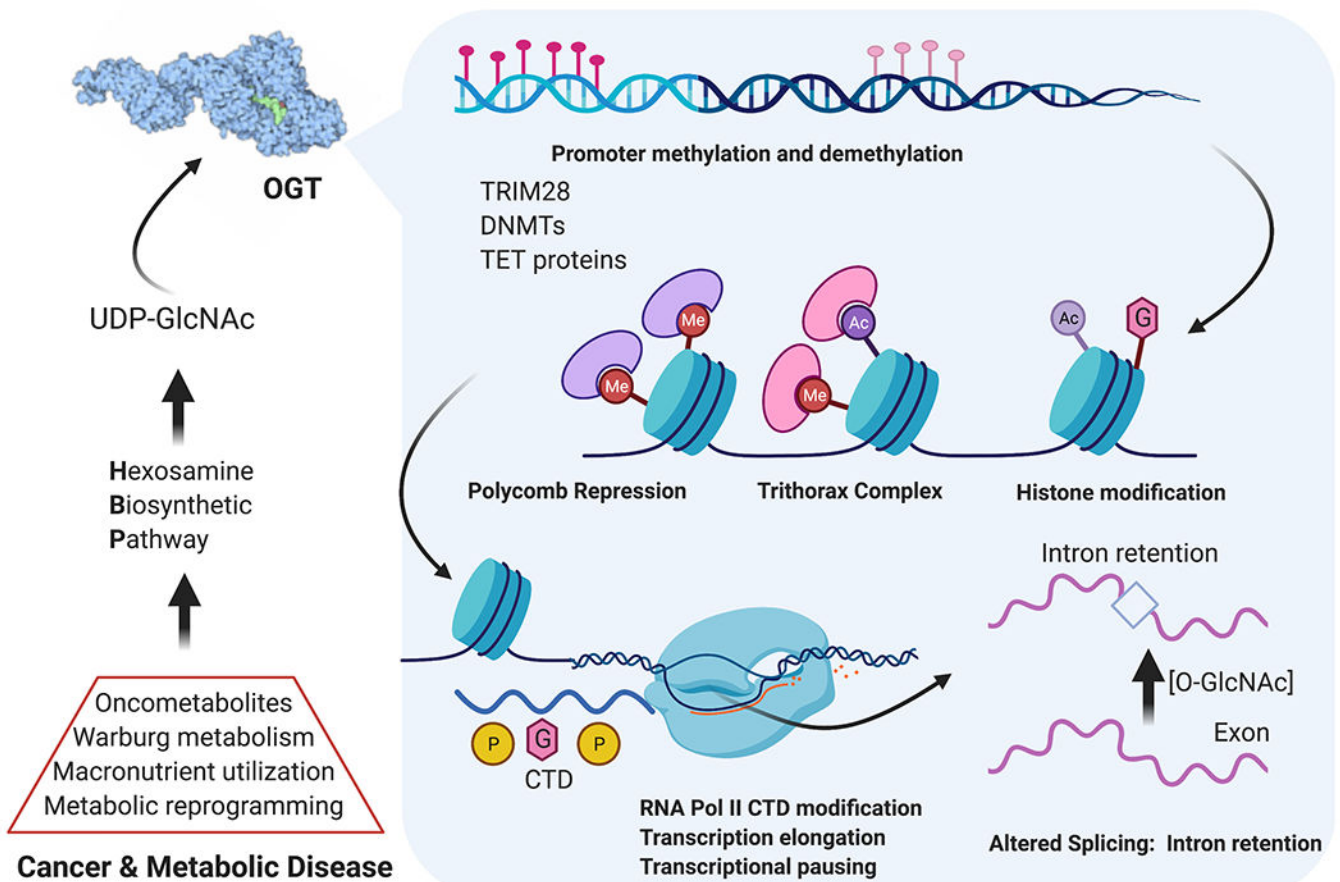 OGT
UDP-GlcNAc
Hexosamine
Biosynthetic
Pathway
Oncometabolites
Warburg metabolism
Macronutrient utilization
Metabolic reprogramming
Cancer & Metabolic Disease
Promoter methylation and demethylation
TRIM28
DNMTs
TET proteins
Me
Me
Ac
Me
Ac
G
Polycomb Repression
Trithorax Complex
Histone modification
P
G
P
CTD
RNA Pol II CTD modification
Transcription elongation
Transcriptional pausing
Intron retention
[O-GlcNAc]
Exon
Altered Splicing: Intron retention